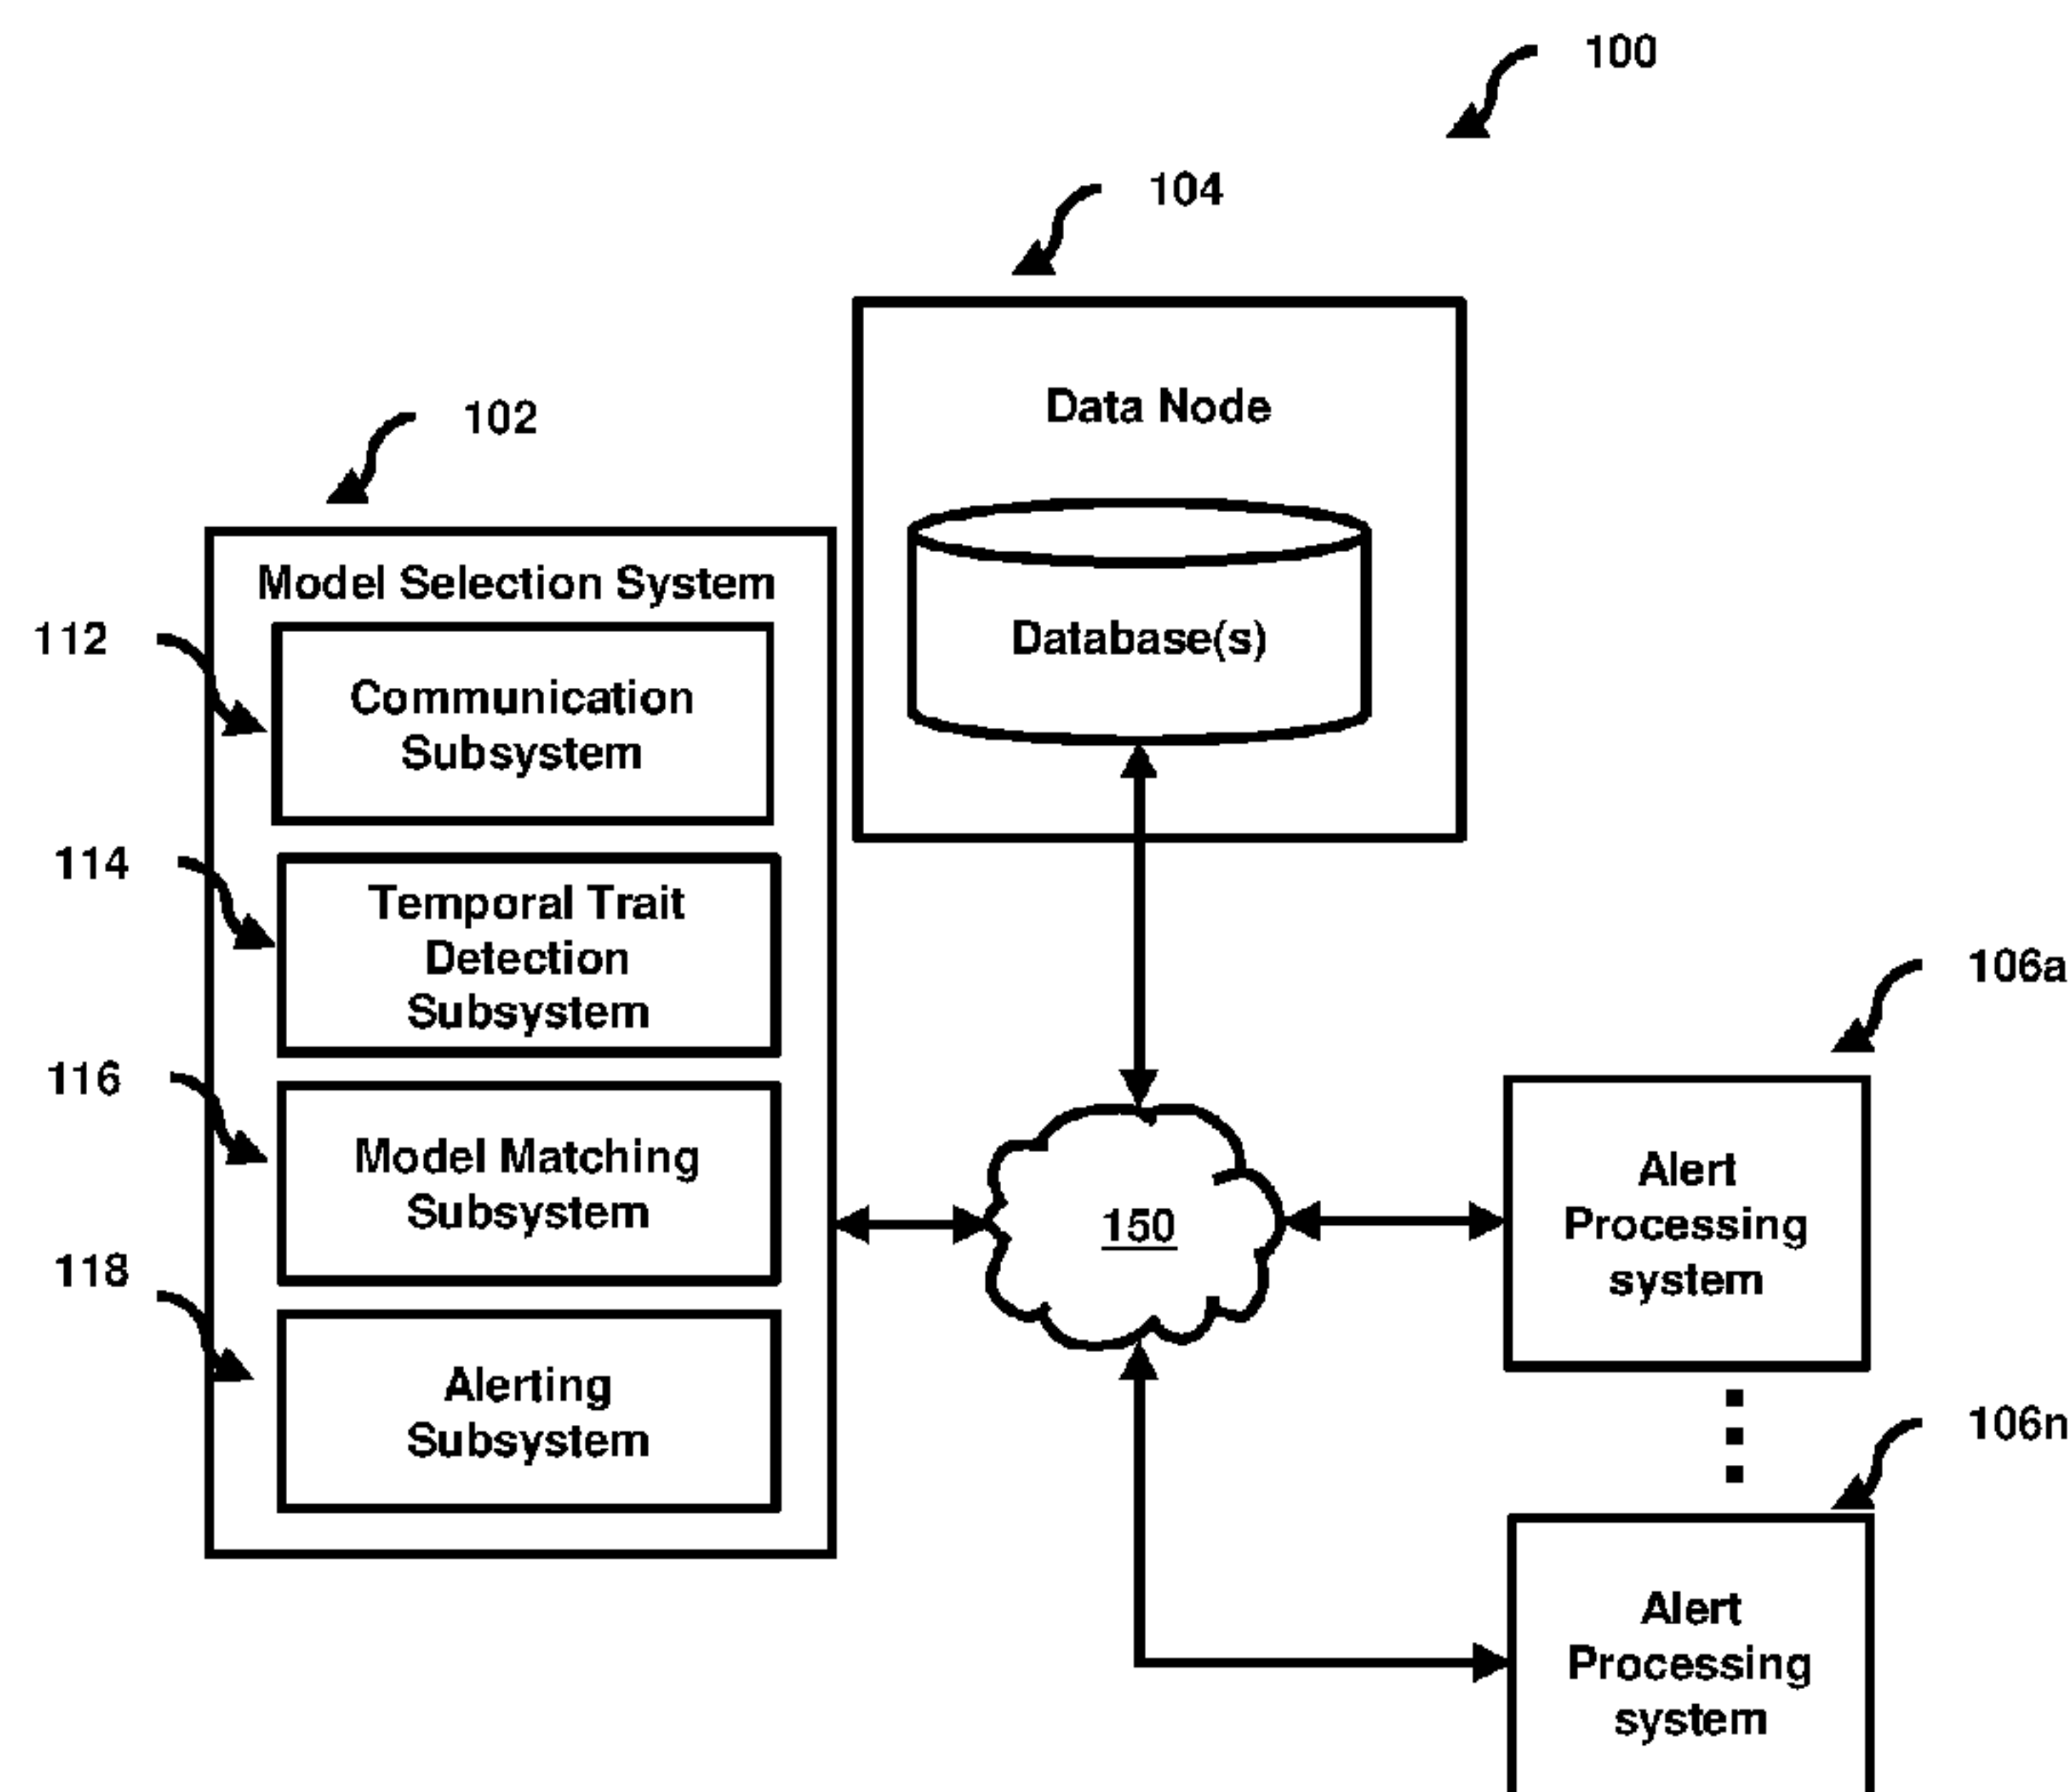 100
104
Data Node
Database(s)
102
Model Selection System
112
Communication
Subsystem
114
Temporal Trait
Detection
Subsystem
116
Model Matching
Subsystem
118
Alerting
Subsystem
150
106a
Alert
Processing
system
106n
Alert
Processing
system